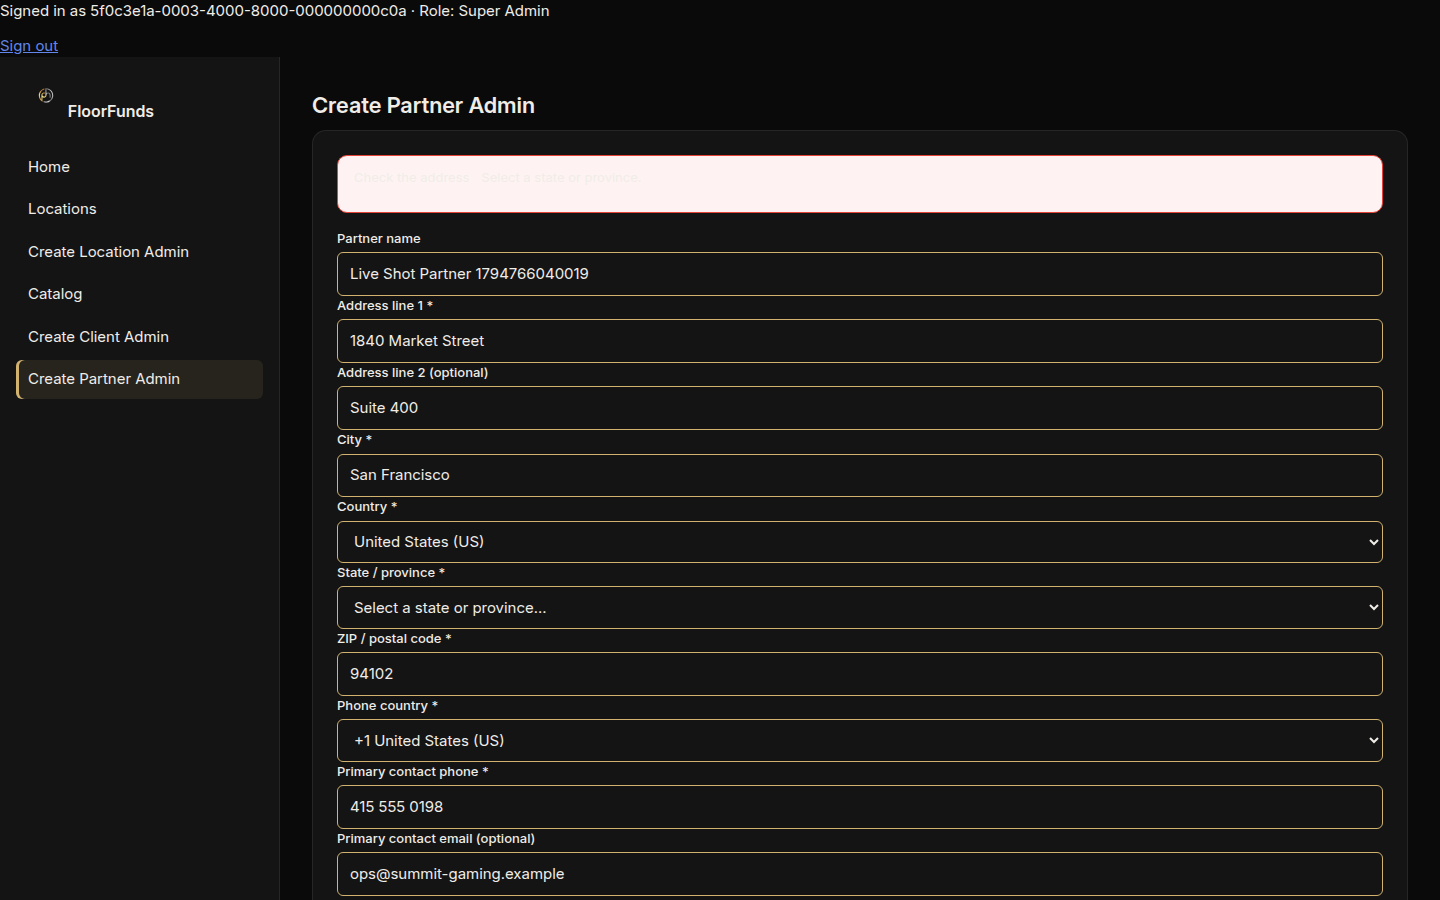 Signed in as 5f0c3e1a-0003-4000-8000-000000000c0a · Role: Super Admin
Sign out
FloorFunds
Home
Locations
Create Location Admin
Catalog
Create Client Admin
Create Partner Admin
Create Partner Admin
Check the address. Select a state or province.
Partner name
Live Shot Partner 1794766040019
Address line 1 *
1840 Market Street
Address line 2 (optional)
Suite 400
City *
San Francisco
Country *
United States (US)
State / province *
Select a state or province...
ZIP / postal code *
94102
Phone country *
+1 United States (US)
Primary contact phone *
415 555 0198
Primary contact email (optional)
ops@summit-gaming.example